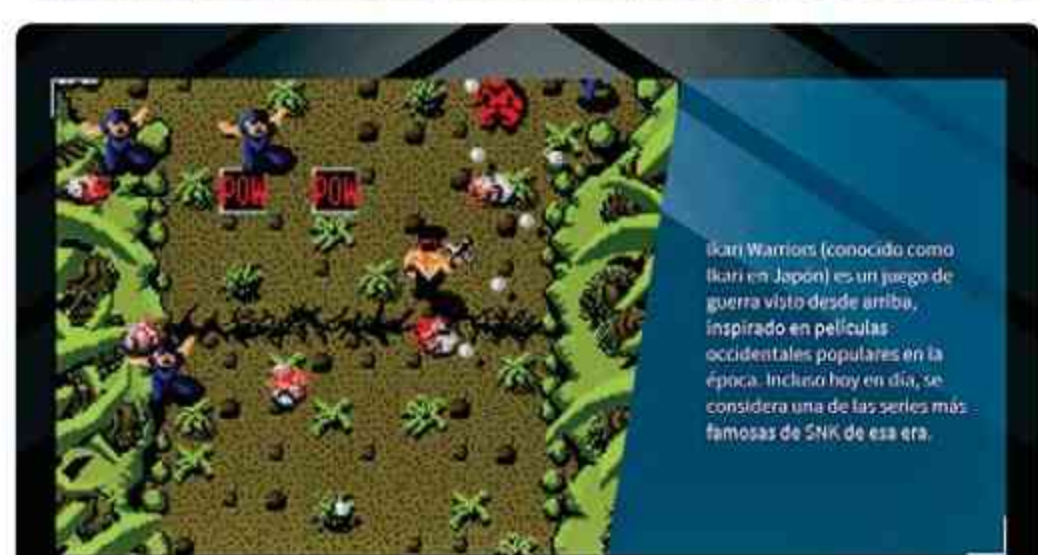 POW POW
Ikari Warriors (conocido como
Ikari en Japón) es un juego de
guerra visto desde arriba,
inspirado en películas
occidentales populares en la
época. Incluso hoy en día, se
considera una de las series más
famosas de SNK de esa era.